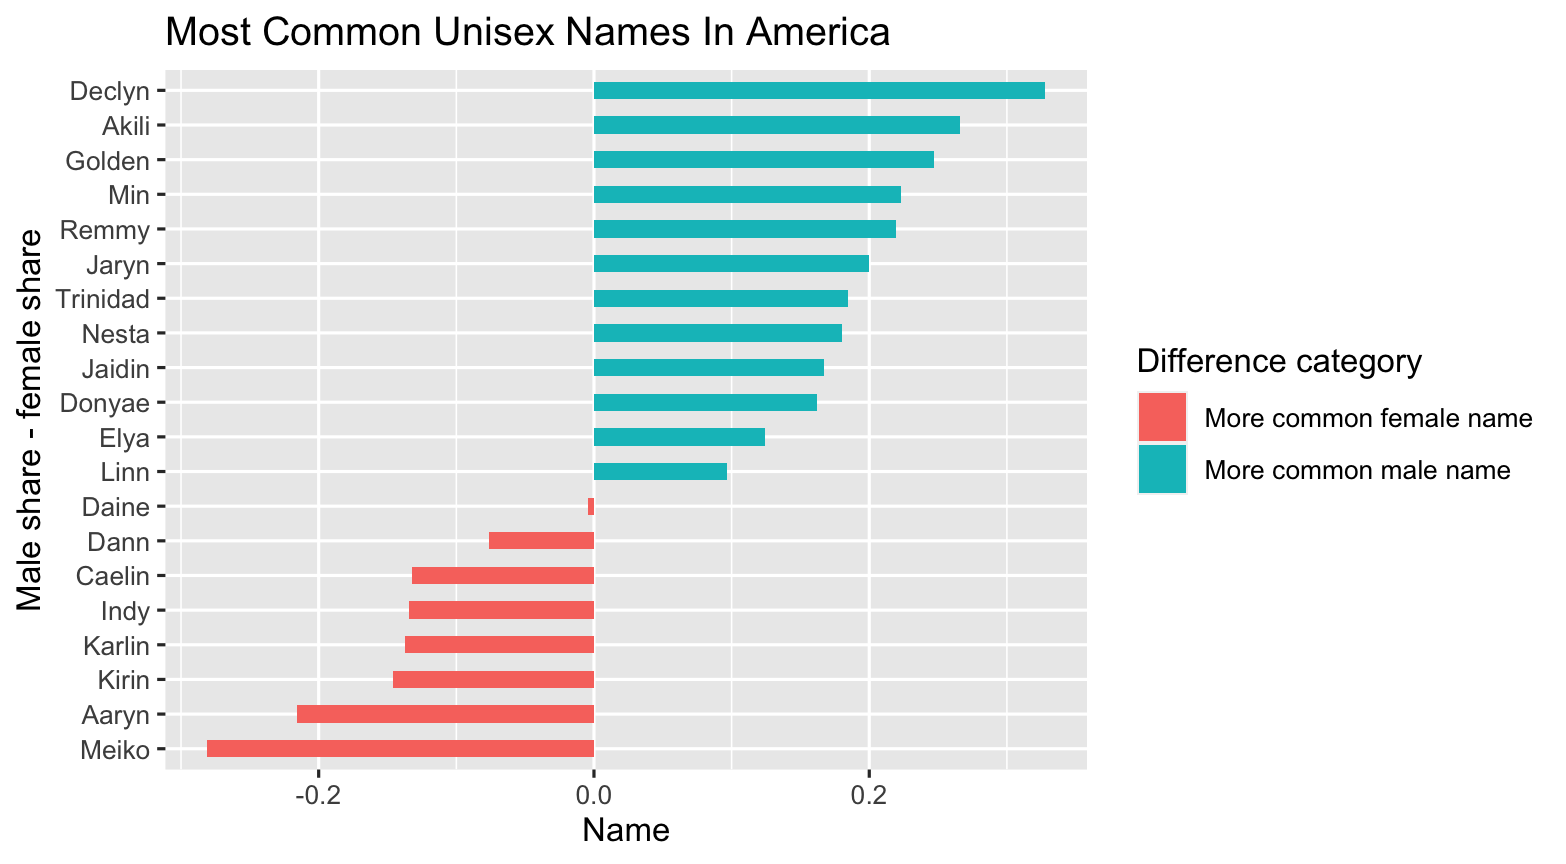 Most Common Unisex Names In America
Male share - female share
Declyn
Akili
Golden
Min
Remmy
Jaryn
Trinidad
Nesta
Jaidin
Donyae
Elya
Linn
Daine
Dann
Caelin
Indy
Karlin
Kirin
Aaryn
Meiko
-0.2 0.0 0.2
Name
Difference category
More common female name
More common male name